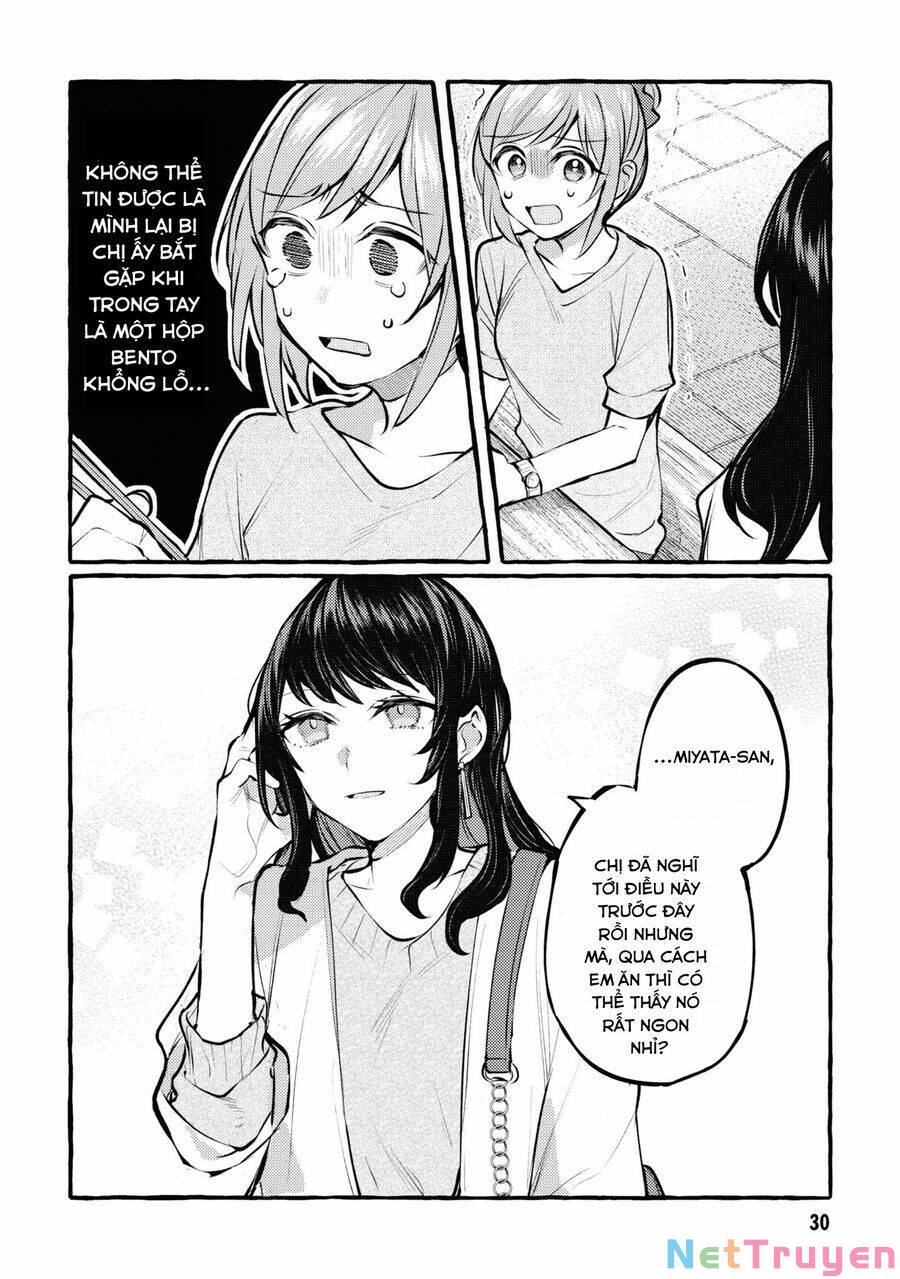 KHÔNG THỂ
TIN ĐƯỢC LÀ
MÌNH LẠI BỊ
CHỊ ẤY BẮT
GẶP KHI
TRONG TAY
LÀ MỘT HỘP
BENTO
KHỔNG LỒ...
...MIYATA-SAN,
CHỊ ĐÃ NGHĨ
TỚI ĐIỀU NÀY
TRƯỚC ĐÂY
RỒI NHƯNG
MÀ, QUA CÁCH
EM ĂN THÌ CÓ
THỂ THẤY NÓ
RẤT NGON
NHỈ?
30
NetTruyen